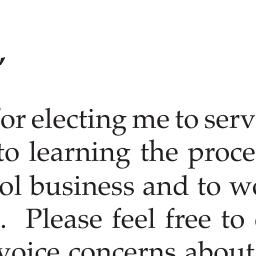 ,
for electing me to serv
to learning the proce
ol business and to wo
. Please feel free to
voice concerns about